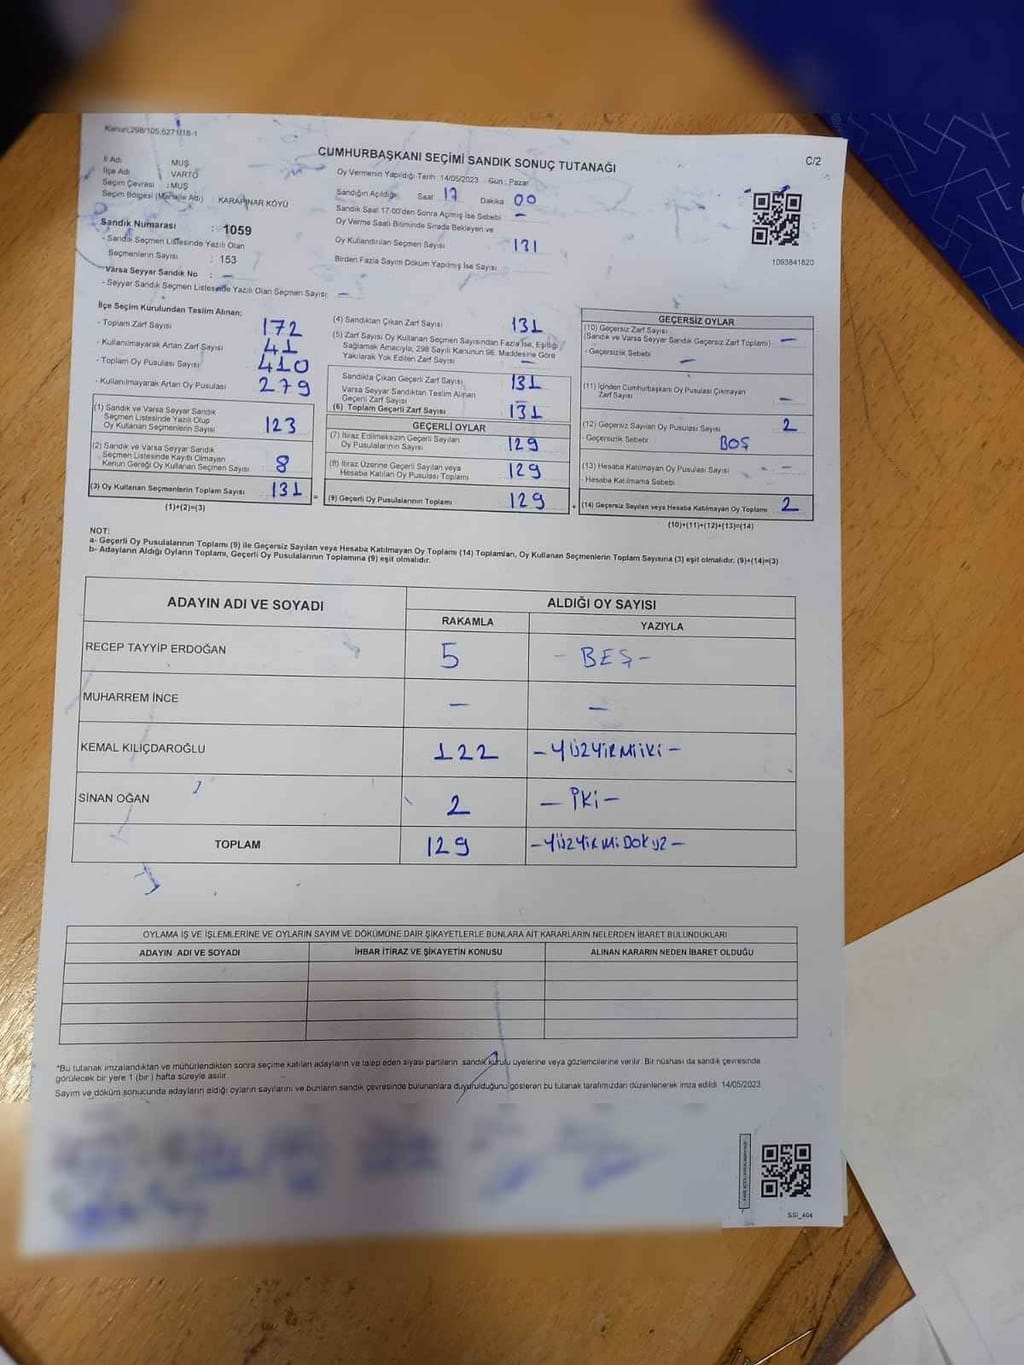 Kanun:298/105,6271/18-1
CUMHURBAŞKANI SEÇİMİ SANDIK SONUÇ TUTANAĞI
C/2
İl Adı MUŞ
İlçe Adı VARTO
Seçim Çevresi :MUŞ
Seçim Bölgesi (Mahalle Adı) KARAPINAR KÖYÜ
Sandık Numarası : 1059
- Sandık Seçmen Listesinde Yazılı Olan
Seçmenlerin Sayısı : 153
Varsa Seyyar Sandık No : -
- Seyyar Sandık Seçmen Listesinde Yazılı Olan Seçmen Sayısı -
Oy Vermenin Yapıldığı Tarih :14/05/2023 Gün : Pazar
Sandığın Açıldığı Saat 17 Dakika 00
Sandık Saat 17:00'den Sonra Açılmış İse Sebebi -
Oy Verme Saati Bitiminde Sırada Bekleyen ve
Oy Kullandırılan Seçmen Sayısı 131
Birden Fazla Sayım Döküm Yapılmış İse Sayısı
1093841820
İlçe Seçim Kurulundan Teslim Alınan;
- Toplam Zarf Sayısı 172
- Kullanılmayarak Artan Zarf Sayısı 41
- Toplam Oy Pusulası Sayısı 410
- Kullanılmayarak Artan Oy Pusulası 279
(1) Sandık ve Varsa Seyyar Sandık
Seçmen Listesinde Yazılı Olup
Oy Kullanan Seçmenlerin Sayısı 123
(2) Sandık ve Varsa Seyyar Sandık
Seçmen Listesinde Kayıtlı Olmayan
Kanun Gereği Oy Kullanan Seçmen Sayısı 8
(3) Oy Kullanan Seçmenlerin Toplam Sayısı 131
(1)+(2)=(3)
(4) Sandıktan Çıkan Zarf Sayısı 131
(5) Zarf Sayısı Oy Kullanan Seçmen Sayısından Fazla İse, Eşitliği
Sağlamak Amacıyla; 298 Sayılı Kanunun 98. Maddesine Göre
Yakılarak Yok Edilen Zarf Sayısı -
Sandıkta Çıkan Geçerli Zarf Sayısı 131
Varsa Seyyar Sandıktan Teslim Alınan
Geçerli Zarf Sayısı
(6) Toplam Geçerli Zarf Sayısı 131
GEÇERLİ OYLAR
(7) İtiraz Edilmeksizin Geçerli Sayılan
Oy Pusulalarının Sayısı 129
(8) İtiraz Üzerine Geçerli Sayılan veya
Hesaba Katılan Oy Pusulası Toplamı 129
= (9) Geçerli Oy Pusulalarının Toplamı 129
GEÇERSİZ OYLAR
(10) Geçersiz Zarf Sayısı
(Sandık ve Varsa Seyyar Sandık Geçersiz Zarf Toplamı) -
- Geçersizlik Sebebi -
(11) İçinden Cumhurbaşkanı Oy Pusulası Çıkmayan
Zarf Sayısı -
(12) Geçersiz Sayılan Oy Pusulası Sayısı 2
- Geçersizlik Sebebi BOŞ
(13) Hesaba Katılmayan Oy Pusulası Sayısı -
- Hesaba Katılmama Sebebi
+ (14) Geçersiz Sayılan veya Hesaba Katılmayan Oy Toplamı 2
(10)+(11)+(12)+(13)=(14)
NOT:
a- Geçerli Oy Pusulalarının Toplamı (9) ile Geçersiz Sayılan veya Hesaba Katılmayan Oy Toplamı (14) Toplamları, Oy Kullanan Seçmenlerin Toplam Sayısına (3) eşit olmalıdır. (9)+(14)=(3)
b- Adayların Aldığı Oyların Toplamı, Geçerli Oy Pusulalarının Toplamına (9) eşit olmalıdır.
ADAYIN ADI VE SOYADI ALDIĞI OY SAYISI
RAKAMLA YAZIYLA
RECEP TAYYİP ERDOĞAN 5 - BEŞ -
MUHARREM İNCE - -
KEMAL KILIÇDAROĞLU 122 - YÜZYİRMİİKİ -
SİNAN OĞAN 2 - İKİ -
TOPLAM 129 - YÜZYİRMİDOKUZ -
OYLAMA İŞ VE İŞLEMLERİNE VE OYLARIN SAYIM VE DÖKÜMÜNE DAİR ŞİKAYETLERLE BUNLARA AİT KARARLARIN NELERDEN İBARET BULUNDUKLARI
ADAYIN ADI VE SOYADI İHBAR İTİRAZ VE ŞİKAYETİN KONUSU ALINAN KARARIN NEDEN İBARET OLDUĞU
*Bu tutanak imzalandıktan ve mühürlendikten sonra seçime katılan adayların ve talep eden siyasi partilerin sandık kurulu üyelerine veya gözlemcilerine verilir. Bir nüshası da sandık çevresinde
görülecek bir yere 1 (bir ) hafta süreyle asılır.
Sayım ve döküm sonucunda adayların aldığı oyların sayılarını ve bunların sandık çevresinde bulunanlara duyurulduğunu gösteren bu tutanak tarafımızdan düzenlenerek imza edildi. 14/05/2023
SSI_404